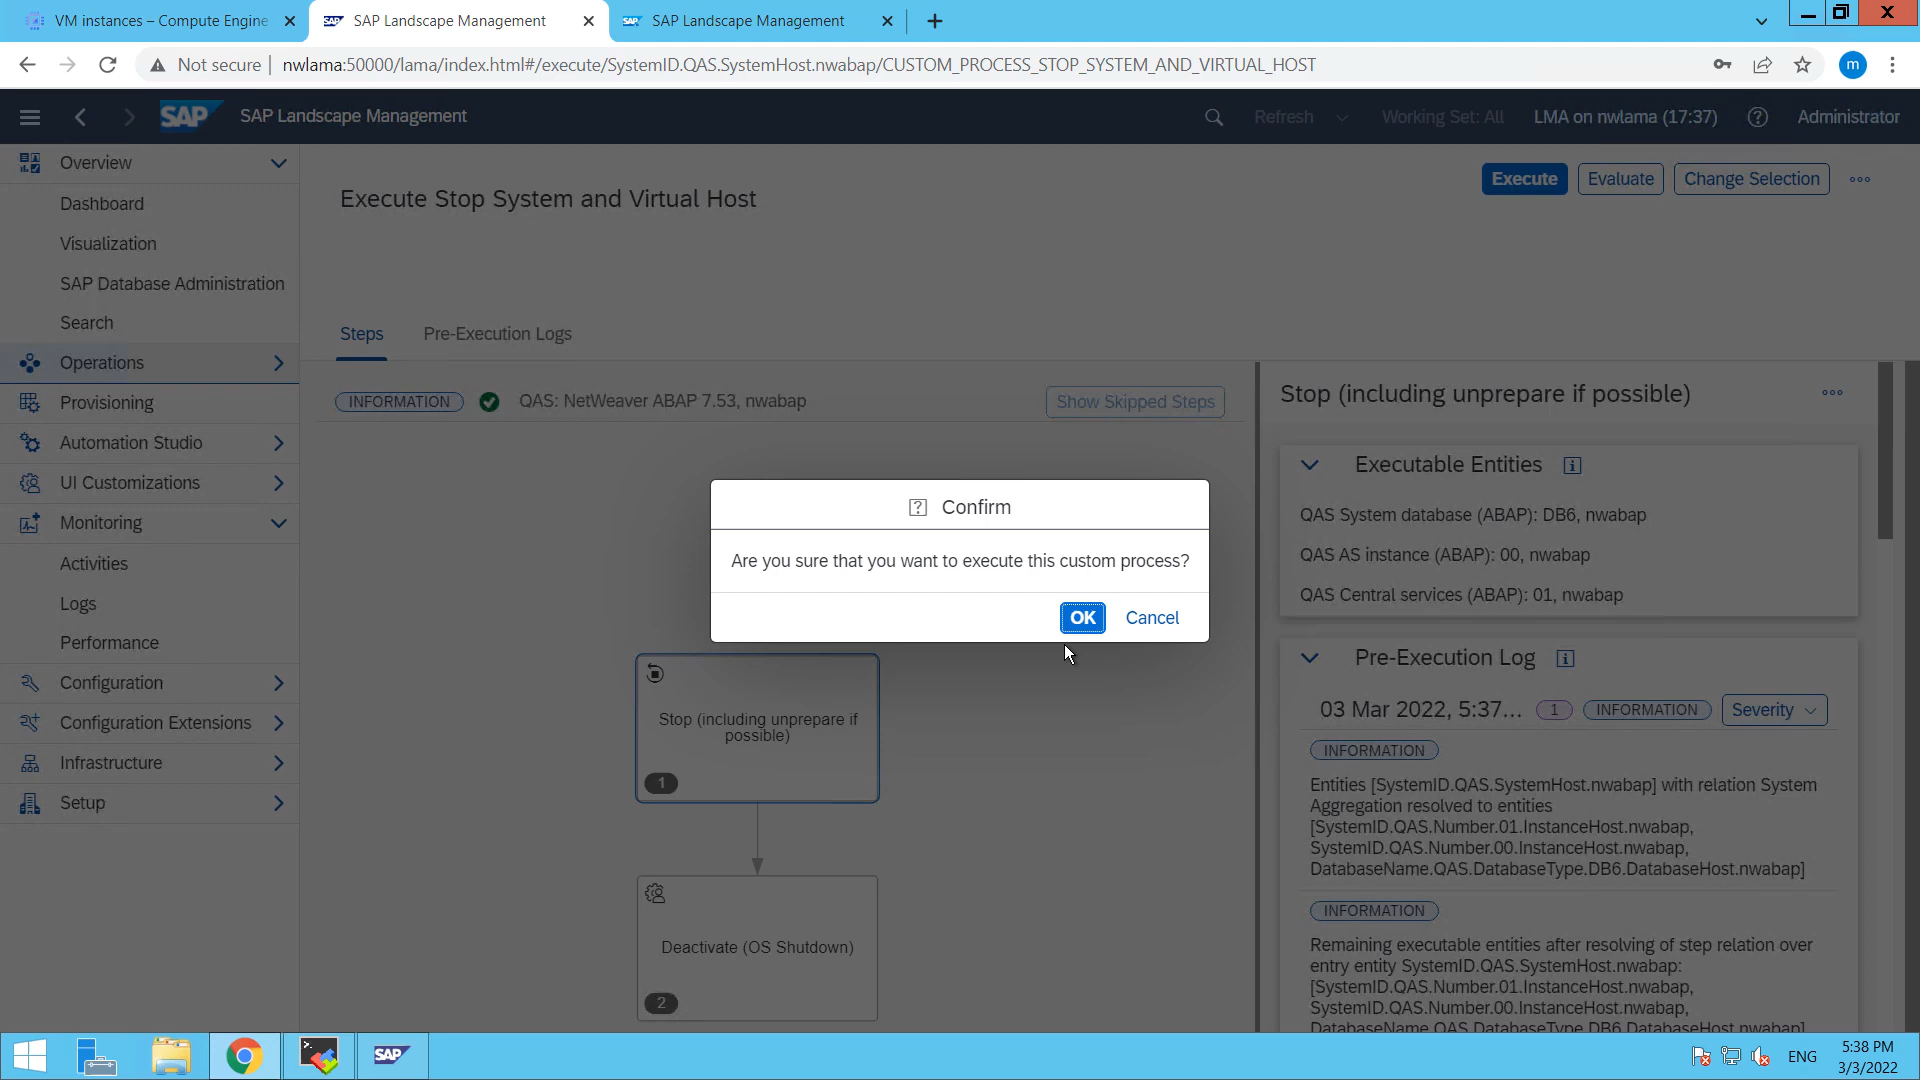 VM instances – Compute Engine
SAP Landscape Management
SAP Landscape Management
Not secure
nwlama:50000/lama/index.html#/execute/SystemID.QAS.SystemHost.nwabap/CUSTOM_PROCESS_STOP_SYSTEM_AND_VIRTUAL_HOST
m
SAP
SAP Landscape Management
Refresh
Working Set: All
LMA on nwlama (17:37)
Administrator
Overview
Dashboard
Visualization
SAP Database Administration
Search
Operations
Provisioning
Automation Studio
UI Customizations
Monitoring
Activities
Logs
Performance
Configuration
Configuration Extensions
Infrastructure
Setup
Execute Stop System and Virtual Host
Execute
Evaluate
Change Selection
Steps
Pre-Execution Logs
INFORMATION
QAS: NetWeaver ABAP 7.53, nwabap
Show Skipped Steps
Confirm
Are you sure that you want to execute this custom process?
OK
Cancel
Stop (including unprepare if
possible)
1
Deactivate (OS Shutdown)
2
Stop (including unprepare if possible)
Executable Entities
QAS System database (ABAP): DB6, nwabap
QAS AS instance (ABAP): 00, nwabap
QAS Central services (ABAP): 01, nwabap
Pre-Execution Log
03 Mar 2022, 5:37...
1
INFORMATION
Severity
INFORMATION
Entities [SystemID.QAS.SystemHost.nwabap] with relation System
Aggregation resolved to entities
[SystemID.QAS.Number.01.InstanceHost.nwabap,
SystemID.QAS.Number.00.InstanceHost.nwabap,
DatabaseName.QAS.DatabaseType.DB6.DatabaseHost.nwabap]
INFORMATION
Remaining executable entities after resolving of step relation over
entry entity SystemID.QAS.SystemHost.nwabap:
[SystemID.QAS.Number.01.InstanceHost.nwabap,
SystemID.QAS.Number.00.InstanceHost.nwabap,
DatabaseName.QAS.DatabaseType.DB6.DatabaseHost.nwabap]
SAP
ENG
5:38 PM
3/3/2022